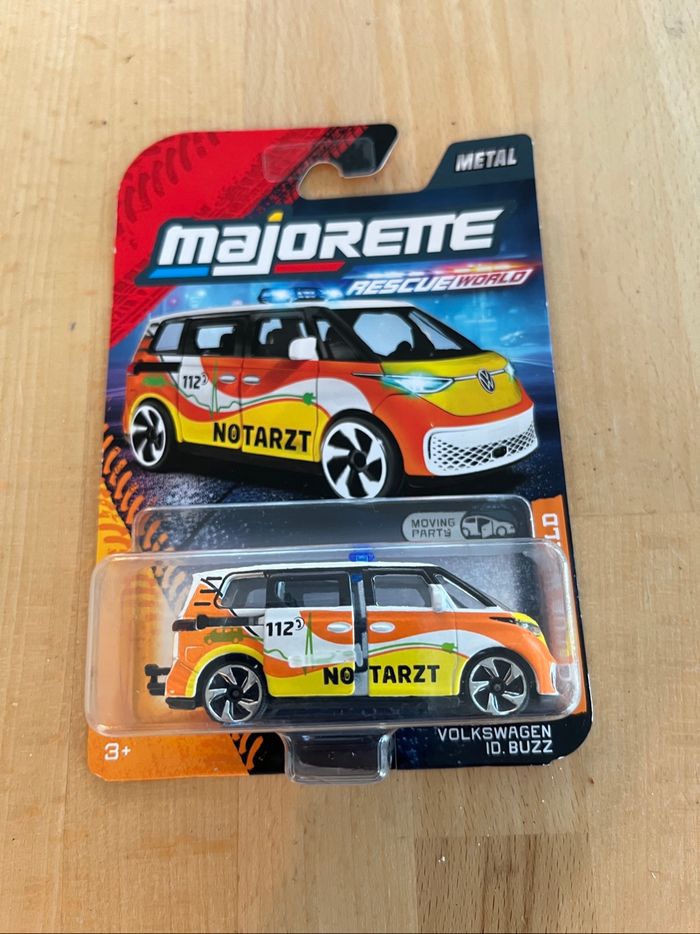 METAL
majorette
RESCUE WORLD
112
NOTARZT
MOVING
PARTY
112
NOTARZT
3+
VOLKSWAGEN
ID. BUZZ